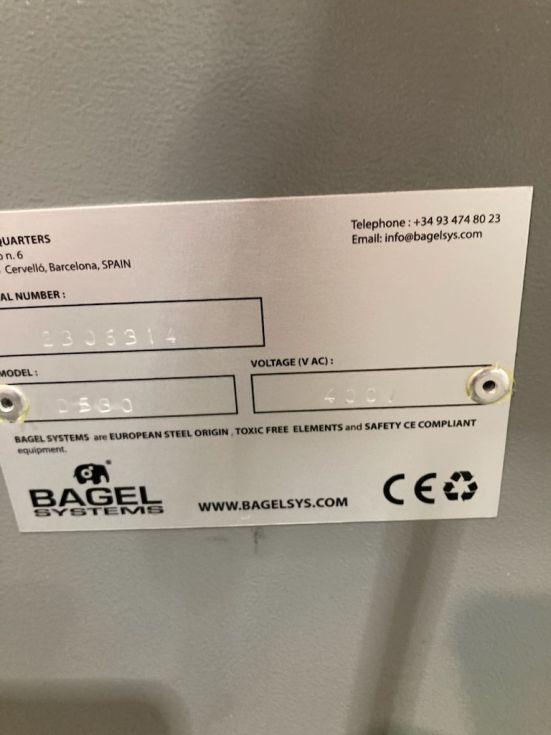 QUARTERS
o n. 6
Cervelló, Barcelona, SPAIN
Telephone : +34 93 474 80 23
Email: info@bagelsys.com
AL NUMBER :
2306314
MODEL :
VOLTAGE (V AC) :
400V
BAGEL SYSTEMS are EUROPEAN STEEL ORIGIN , TOXIC FREE ELEMENTS and SAFETY CE COMPLIANT
equipment.
BAGEL
SYSTEMS
WWW.BAGELSYS.COM
CE